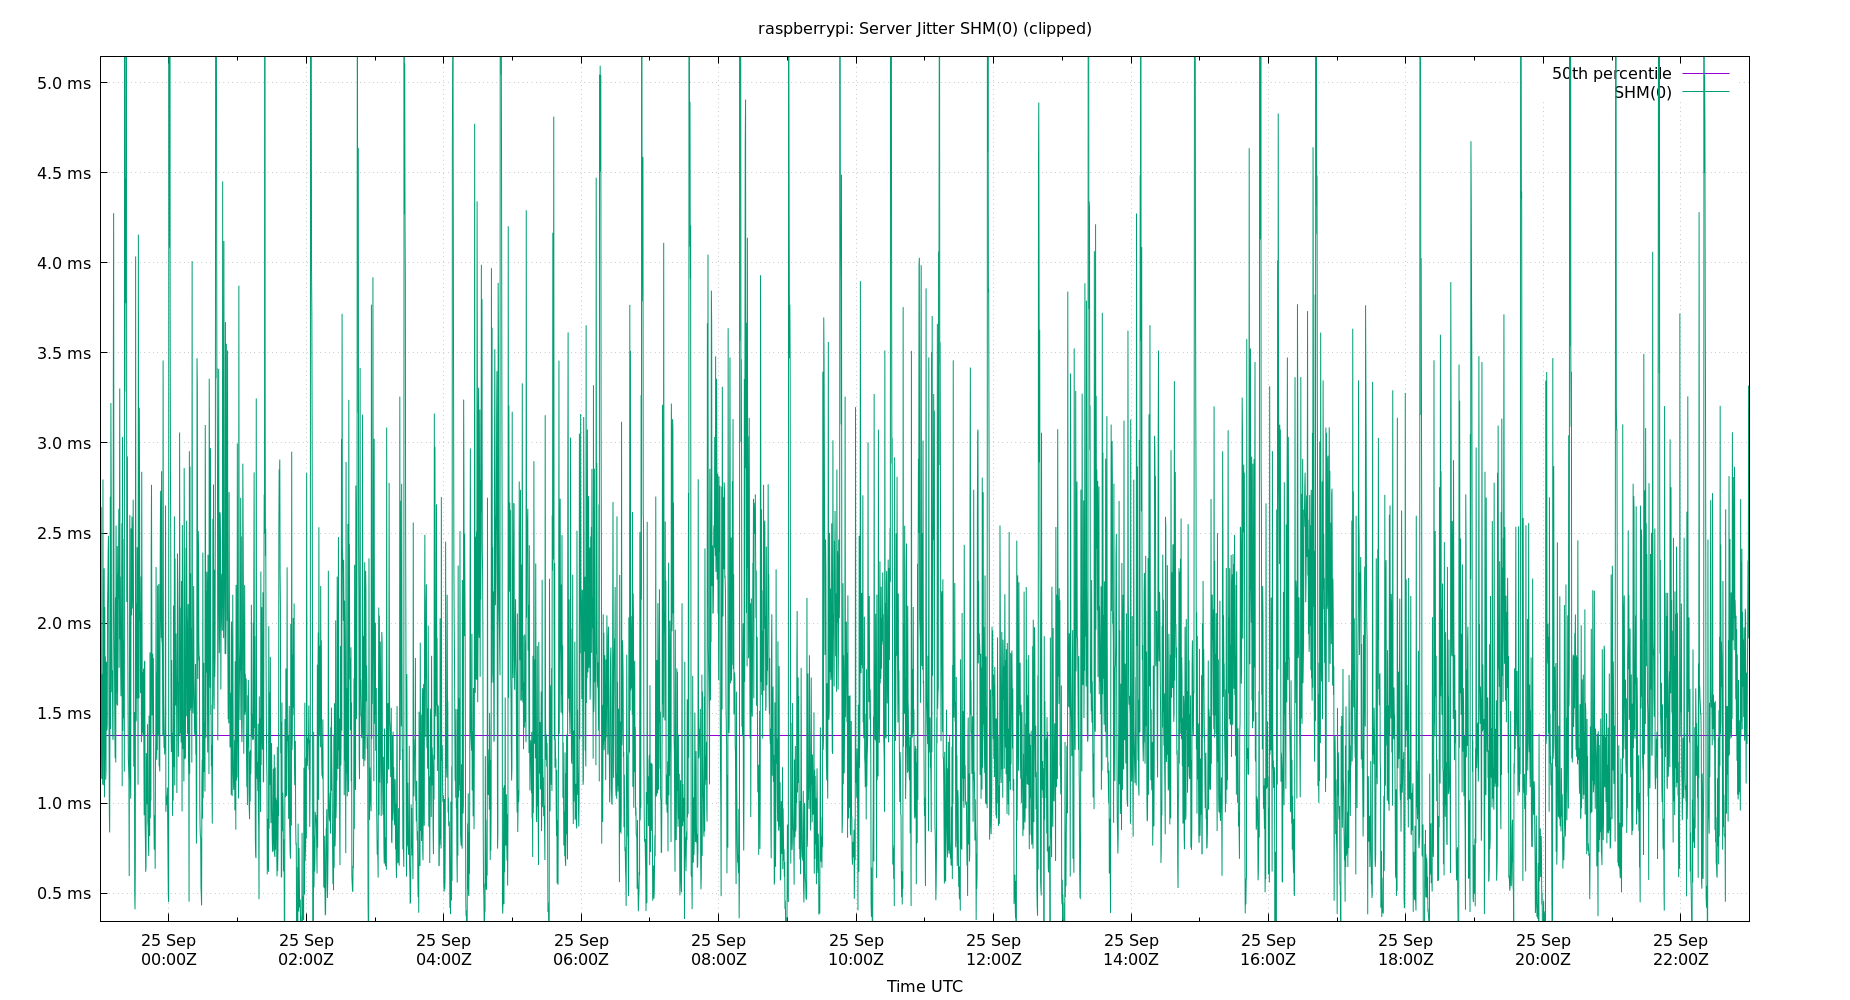 raspberrypi: Server Jitter SHM(0) (clipped)
50th percentile
SHM(0)
5.0 ms
4.5 ms
4.0 ms
3.5 ms
3.0 ms
2.5 ms
2.0 ms
1.5 ms
1.0 ms
0.5 ms
25 Sep 25 Sep 25 Sep 25 Sep 25 Sep 25 Sep 25 Sep 25 Sep 25 Sep 25 Sep 25 Sep 25 Sep
00:00Z 02:00Z 04:00Z 06:00Z 08:00Z 10:00Z 12:00Z 14:00Z 16:00Z 18:00Z 20:00Z 22:00Z
Time UTC